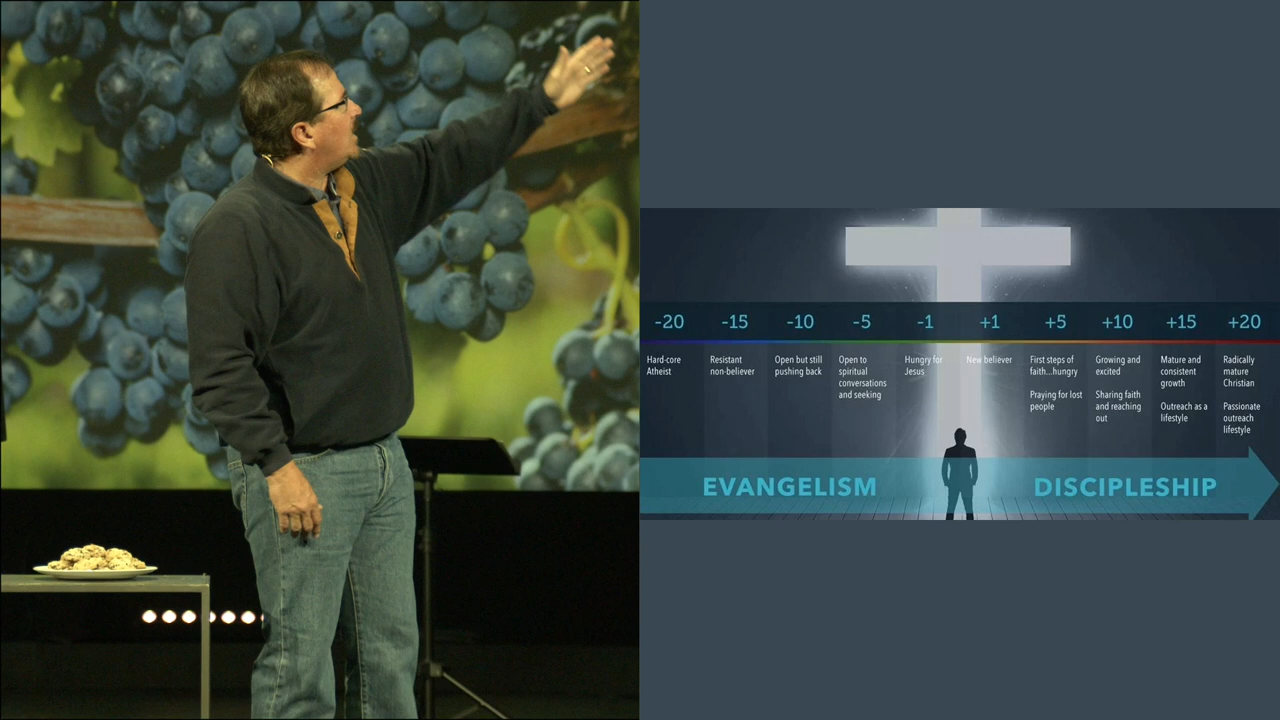 -20 -15 -10 -5 -1 +1 +5 +10 +15 +20
Hard-core
Atheist
Resistant
non-believer
Open but still
pushing back
Open to
spiritual
conversations
and seeking
Hungry for
Jesus
New believer
First steps of
faith...hungry
Praying for lost
people
Growing and
excited
Sharing faith
and reaching
out
Mature and
consistent
growth
Outreach as a
lifestyle
Radically
mature
Christian
Passionate
outreach
lifestyle
EVANGELISM DISCIPLESHIP